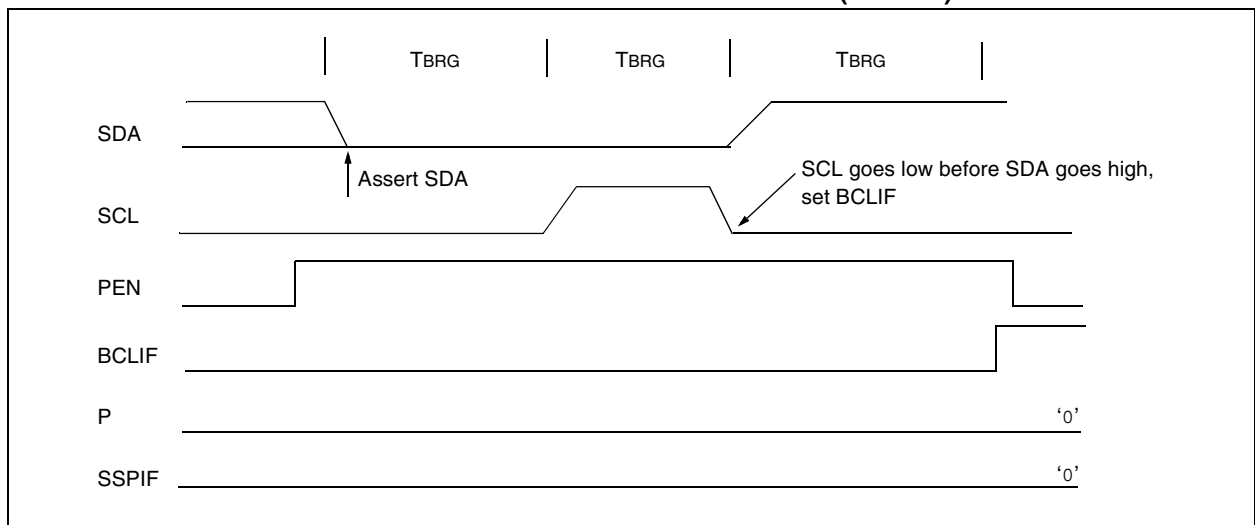 TBRG TBRG TBRG
SDA
Assert SDA
SCL goes low before SDA goes high,
set BCLIF
SCL
PEN
BCLIF
P '0'
SSPIF '0'